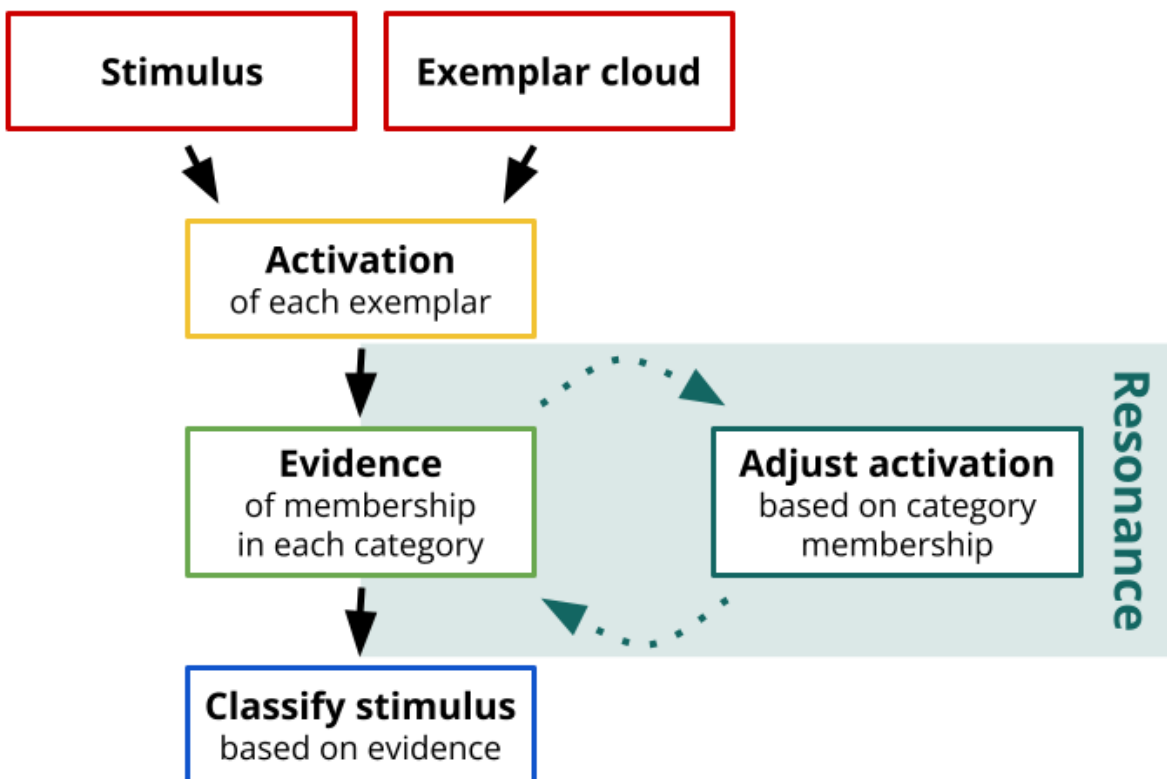 Stimulus
Exemplar cloud
Activation
of each exemplar
Evidence
of membership
in each category
Adjust activation
based on category
membership
Resonance
Classify stimulus
based on evidence